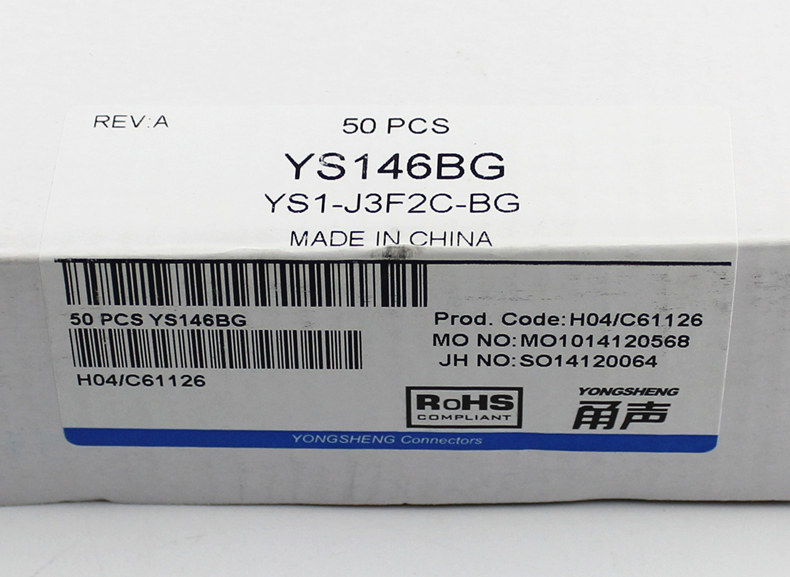 REV:A
50 PCS
YS146BG
YS1-J3F2C-BG
MADE IN CHINA
50 PCS YS146BG
H04/C61126
Prod. Code:H04/C61126
MO NO:MO1014120568
JH NO:SO14120064
RoHS
COMPLIANT
YONGSHENG
甬声
YONGSHENG Connectors